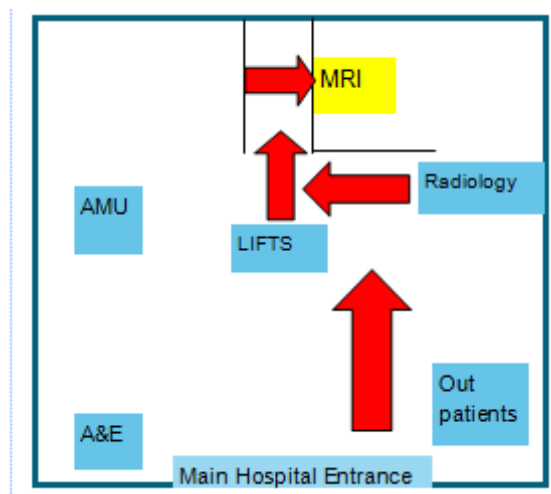 MRI
Radiology
AMU
LIFTS
Out
patients
A&E
Main Hospital Entrance